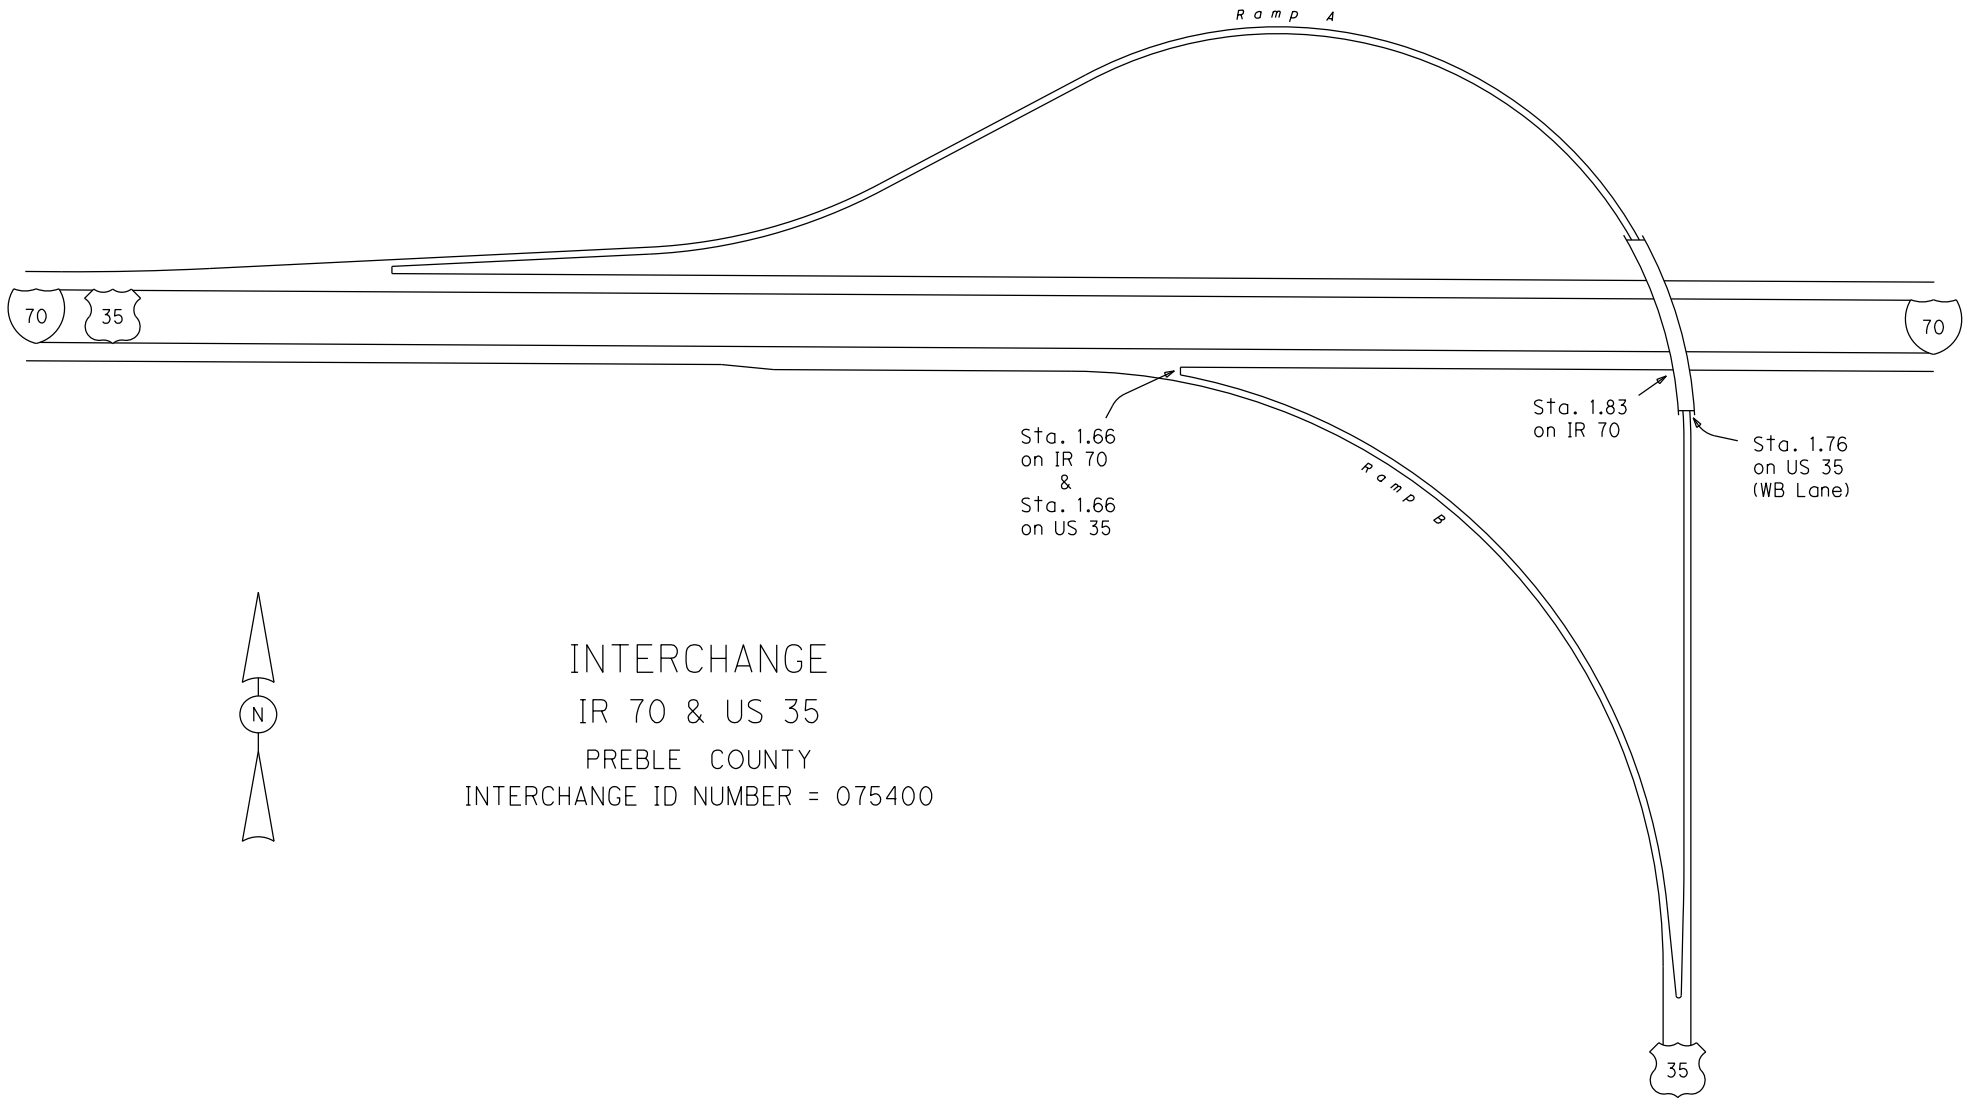 Ramp A
70
35
70
Sta. 1.66
on IR 70
&
Sta. 1.66
on US 35
Sta. 1.83
on IR 70
Sta. 1.76
on US 35
(WB Lane)
Ramp B
N
INTERCHANGE
IR 70 & US 35
PREBLE COUNTY
INTERCHANGE ID NUMBER = 075400
35